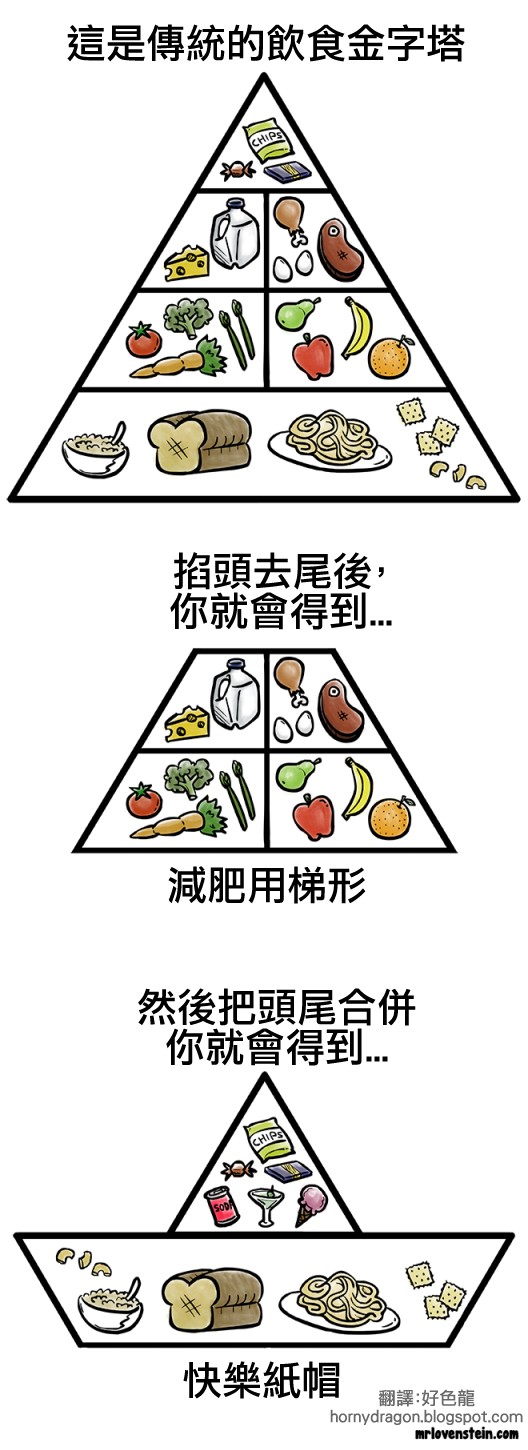 這是傳統的飲食金字塔
CHIPS
掐頭去尾後,
你就會得到...
減肥用梯形
然後把頭尾合併
你就會得到...
CHIPS
SODA
快樂紙帽
翻譯:好色龍
hornydragon.blogspot.com
mrlovenstein.com